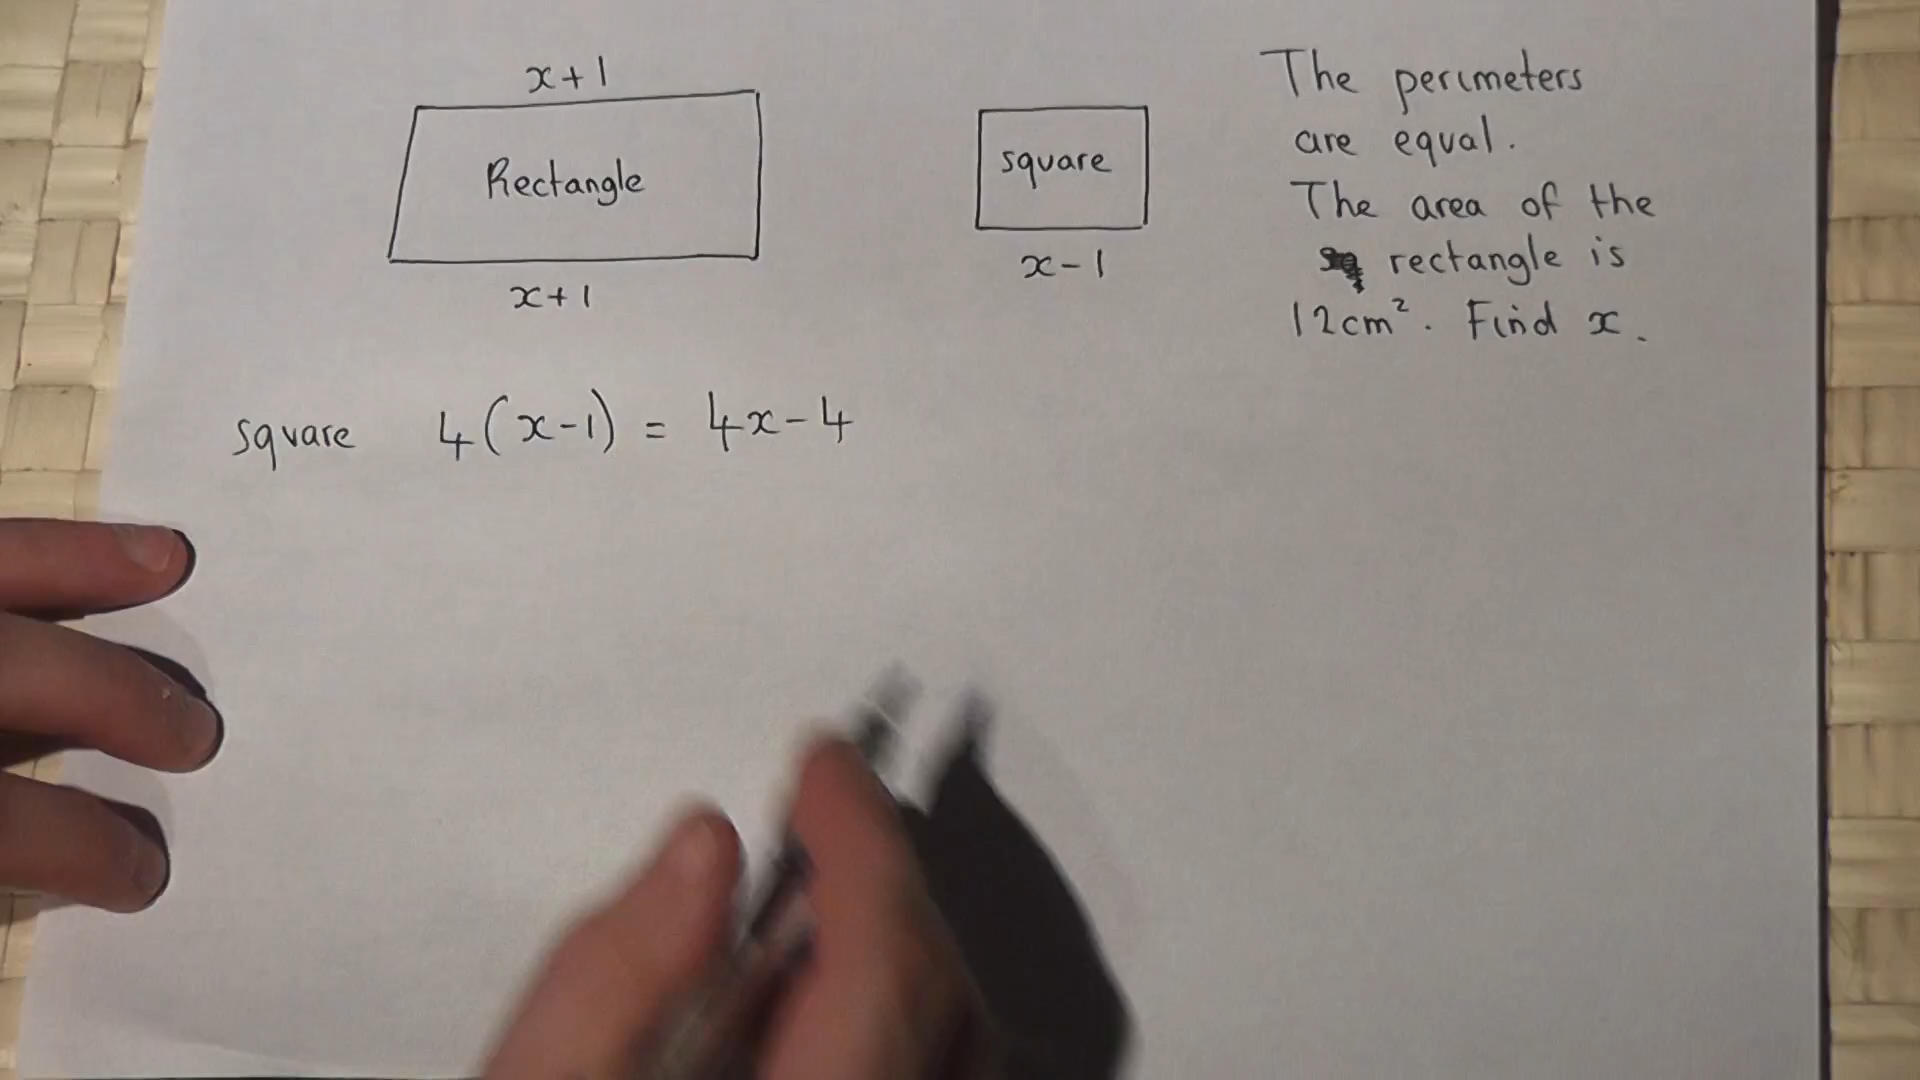 x+1
Rectangle
x+1
square
x-1
The perimeters
are equal.
The area of the
rectangle is
12cm². Find x.
square 4(x-1) = 4x-4